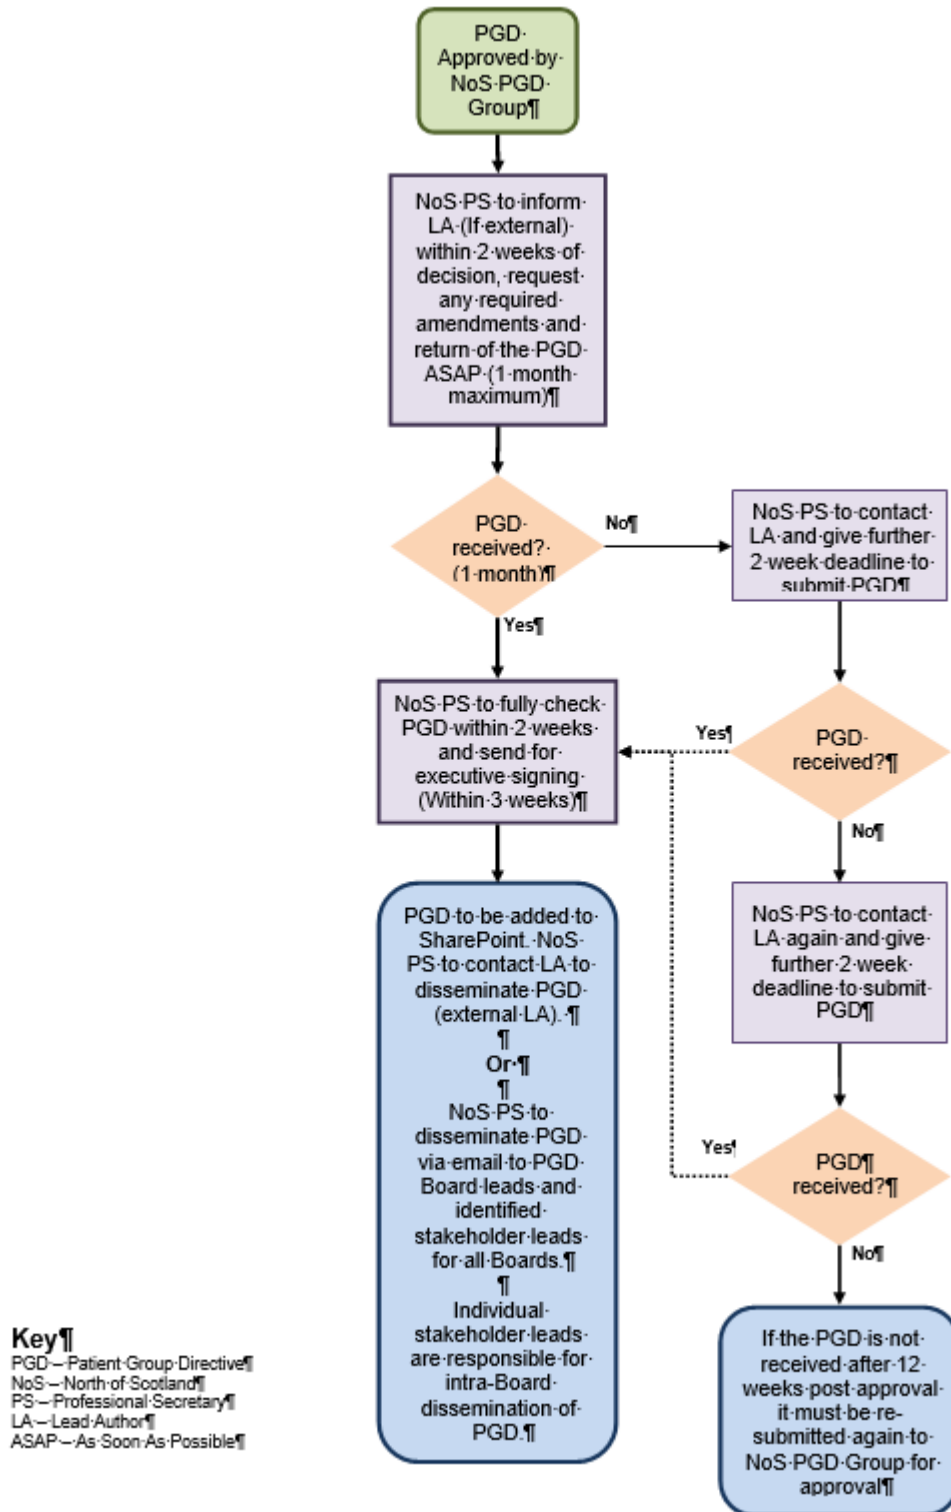 PGD·
Approved·by·
NoS·PGD·
Group¶
NoS·PS·to·inform·
LA·(If·external)·
within·2·weeks·of·
decision,·request·
any·required·
amendments·and·
return·of·the·PGD·
ASAP·(1·month·
maximum)¶
PGD·
received?·
(1·month)¶
No¶
NoS·PS·to·contact·
LA·and·give·further·
2·week·deadline·to·
submit·PGD¶
Yes¶
NoS·PS·to·fully·check·
PGD·within·2·weeks·
and·send·for·
executive·signing·
(Within·3·weeks)¶
Yes¶
PGD·
received?¶
No¶
PGD·to·be·added·to·
SharePoint.·NoS·
PS·to·contact·LA·to·
disseminate·PGD·
(external·LA).·¶
¶
Or·¶
¶
NoS·PS·to·
disseminate·PGD·
via·email·to·PGD·
Board·leads·and·
identified·
stakeholder·leads·
for·all·Boards.¶
¶
Individual·
stakeholder·leads·
are·responsible·for·
intra-Board·
dissemination·of·
PGD.¶
NoS·PS·to·contact·
LA·again·and·give·
further·2·week·
deadline·to·submit·
PGD¶
Yes¶
PGD¶
received?¶
No¶
If·the·PGD·is·not·
received·after·12·
weeks·post·approval·
it·must·be·re-
submitted·again·to·
NoS·PGD·Group·for·
approval¶
Key¶
PGD·–·Patient·Group·Directive¶
NoS·–·North·of·Scotland¶
PS·–·Professional·Secretary¶
LA·–·Lead·Author¶
ASAP·–·As·Soon·As·Possible¶